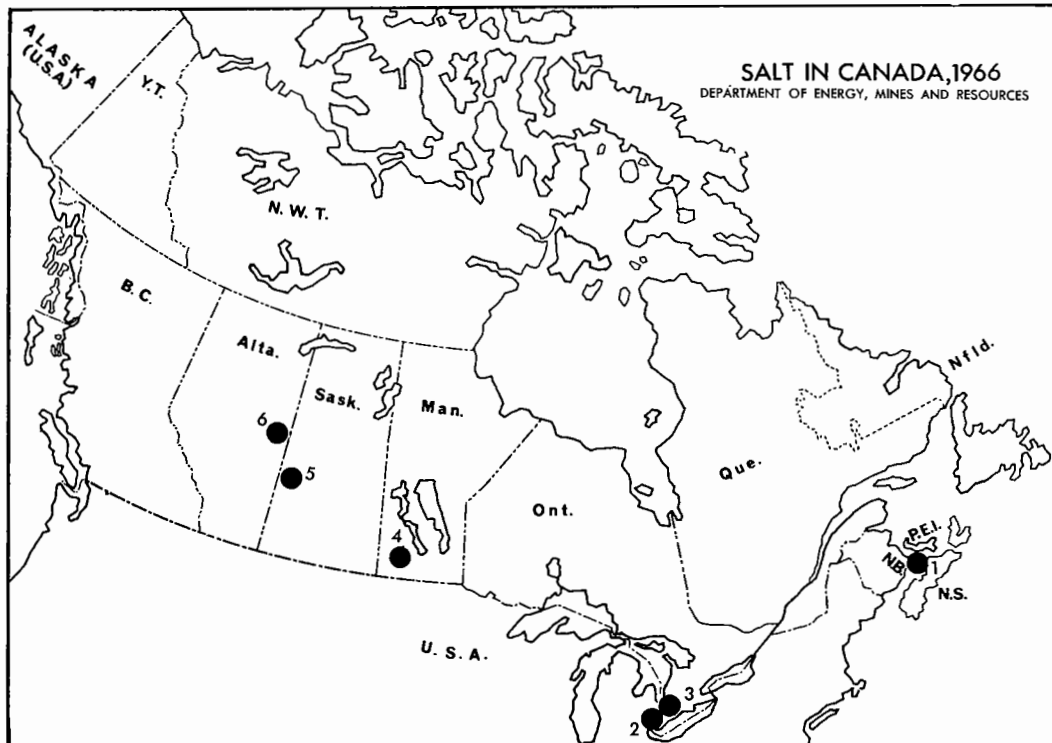 ALASKA
(U.S.A)
Y.T.
SALT IN CANADA,1966
DEPARTMENT OF ENERGY, MINES AND RESOURCES
N.W.T.
B.C.
Alta.
Sask.
Man.
Nfld.
6
5
Que.
Ont.
4
P.E.I.
N.B.
1
N.S.
U.S.A.
3
2